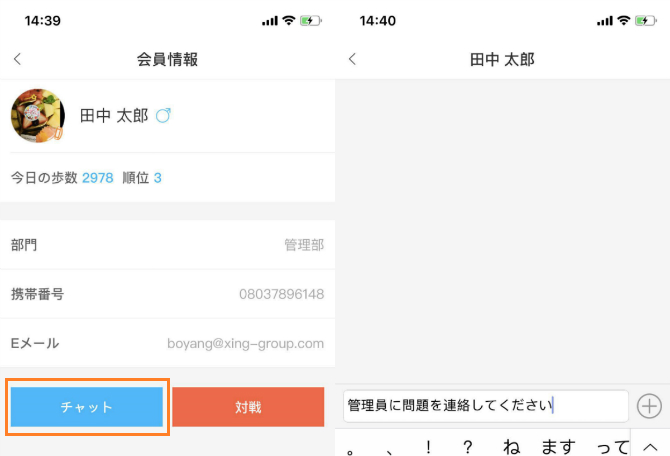 14:39
会員情報
田中 太郎
今日の歩数 2978 順位 3
部門 管理部
携帯番号 08037896148
Eメール boyang@xing-group.com
チャット 対戦
14:40
田中 太郎
管理員に問題を連絡してください
。 、 ! ? ね ます って